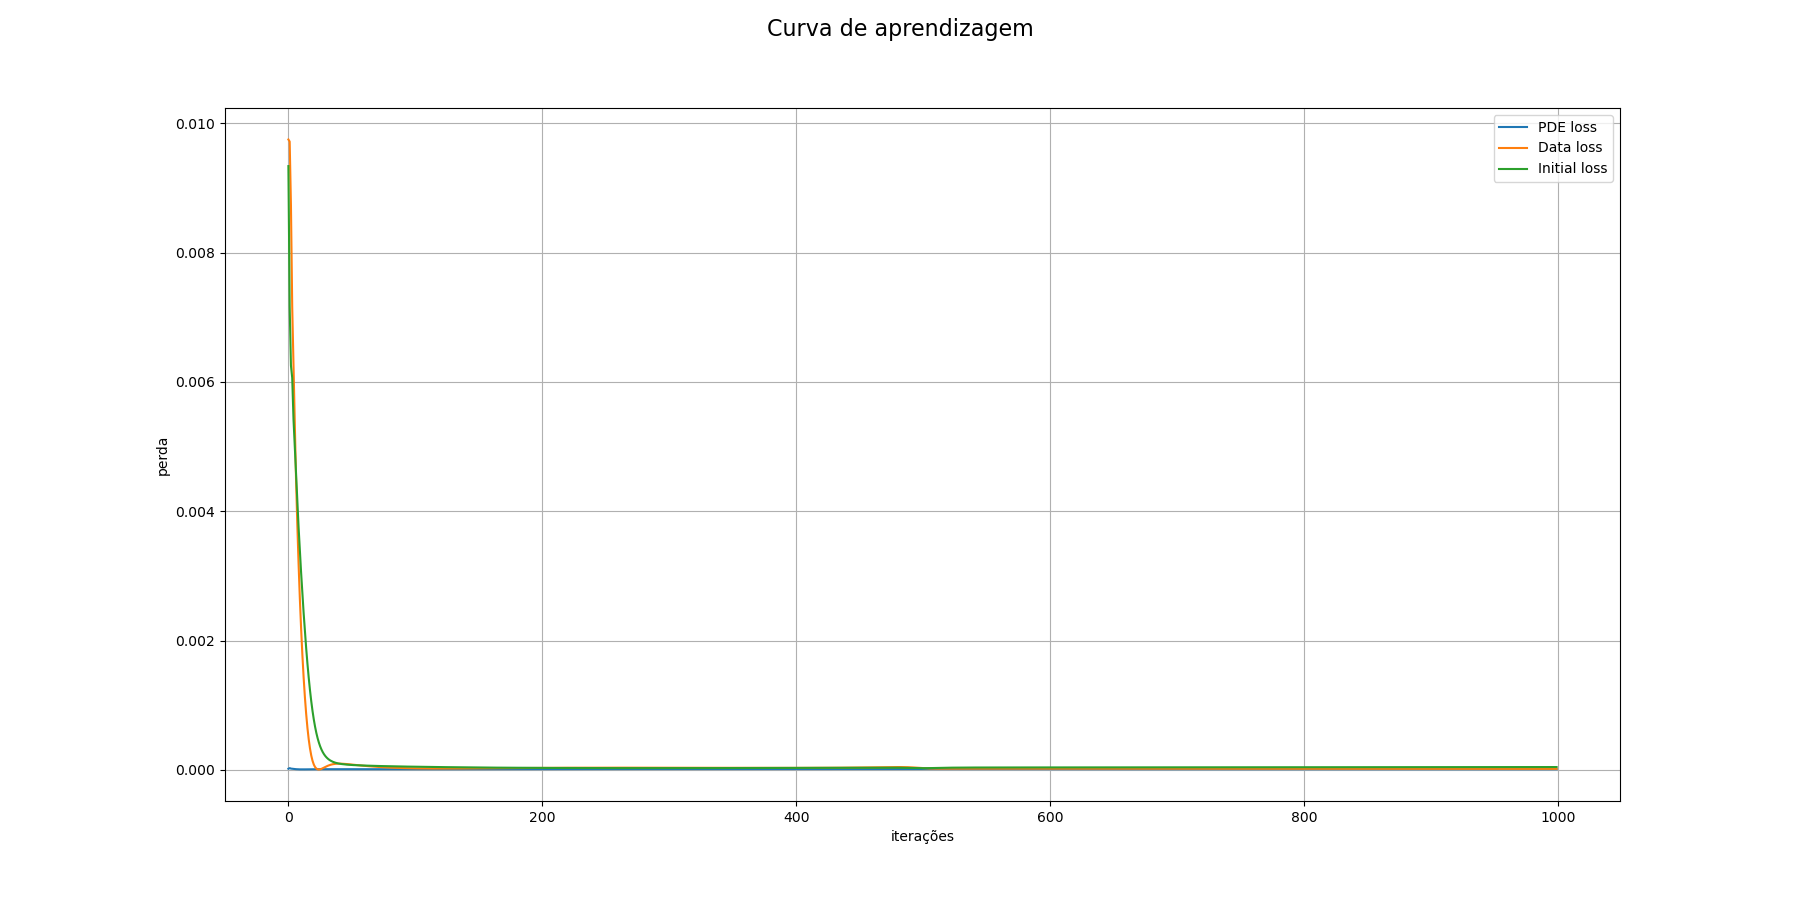 Curva de aprendizagem
PDE loss
Data loss
Initial loss
perda
0.010
0.008
0.006
0.004
0.002
0.000
0 200 400 600 800 1000
iterações